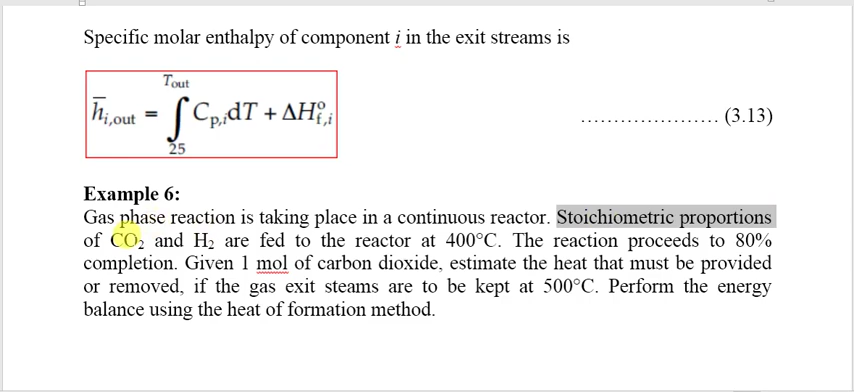 Specific molar enthalpy of component i in the exit streams is
h̅i,out = ∫25^Tout Cp,i dT + ΔH°f,i ..................... (3.13)
Example 6:
Gas phase reaction is taking place in a continuous reactor. Stoichiometric proportions
of CO₂ and H₂ are fed to the reactor at 400°C. The reaction proceeds to 80%
completion. Given 1 mol of carbon dioxide, estimate the heat that must be provided
or removed, if the gas exit steams are to be kept at 500°C. Perform the energy
balance using the heat of formation method.